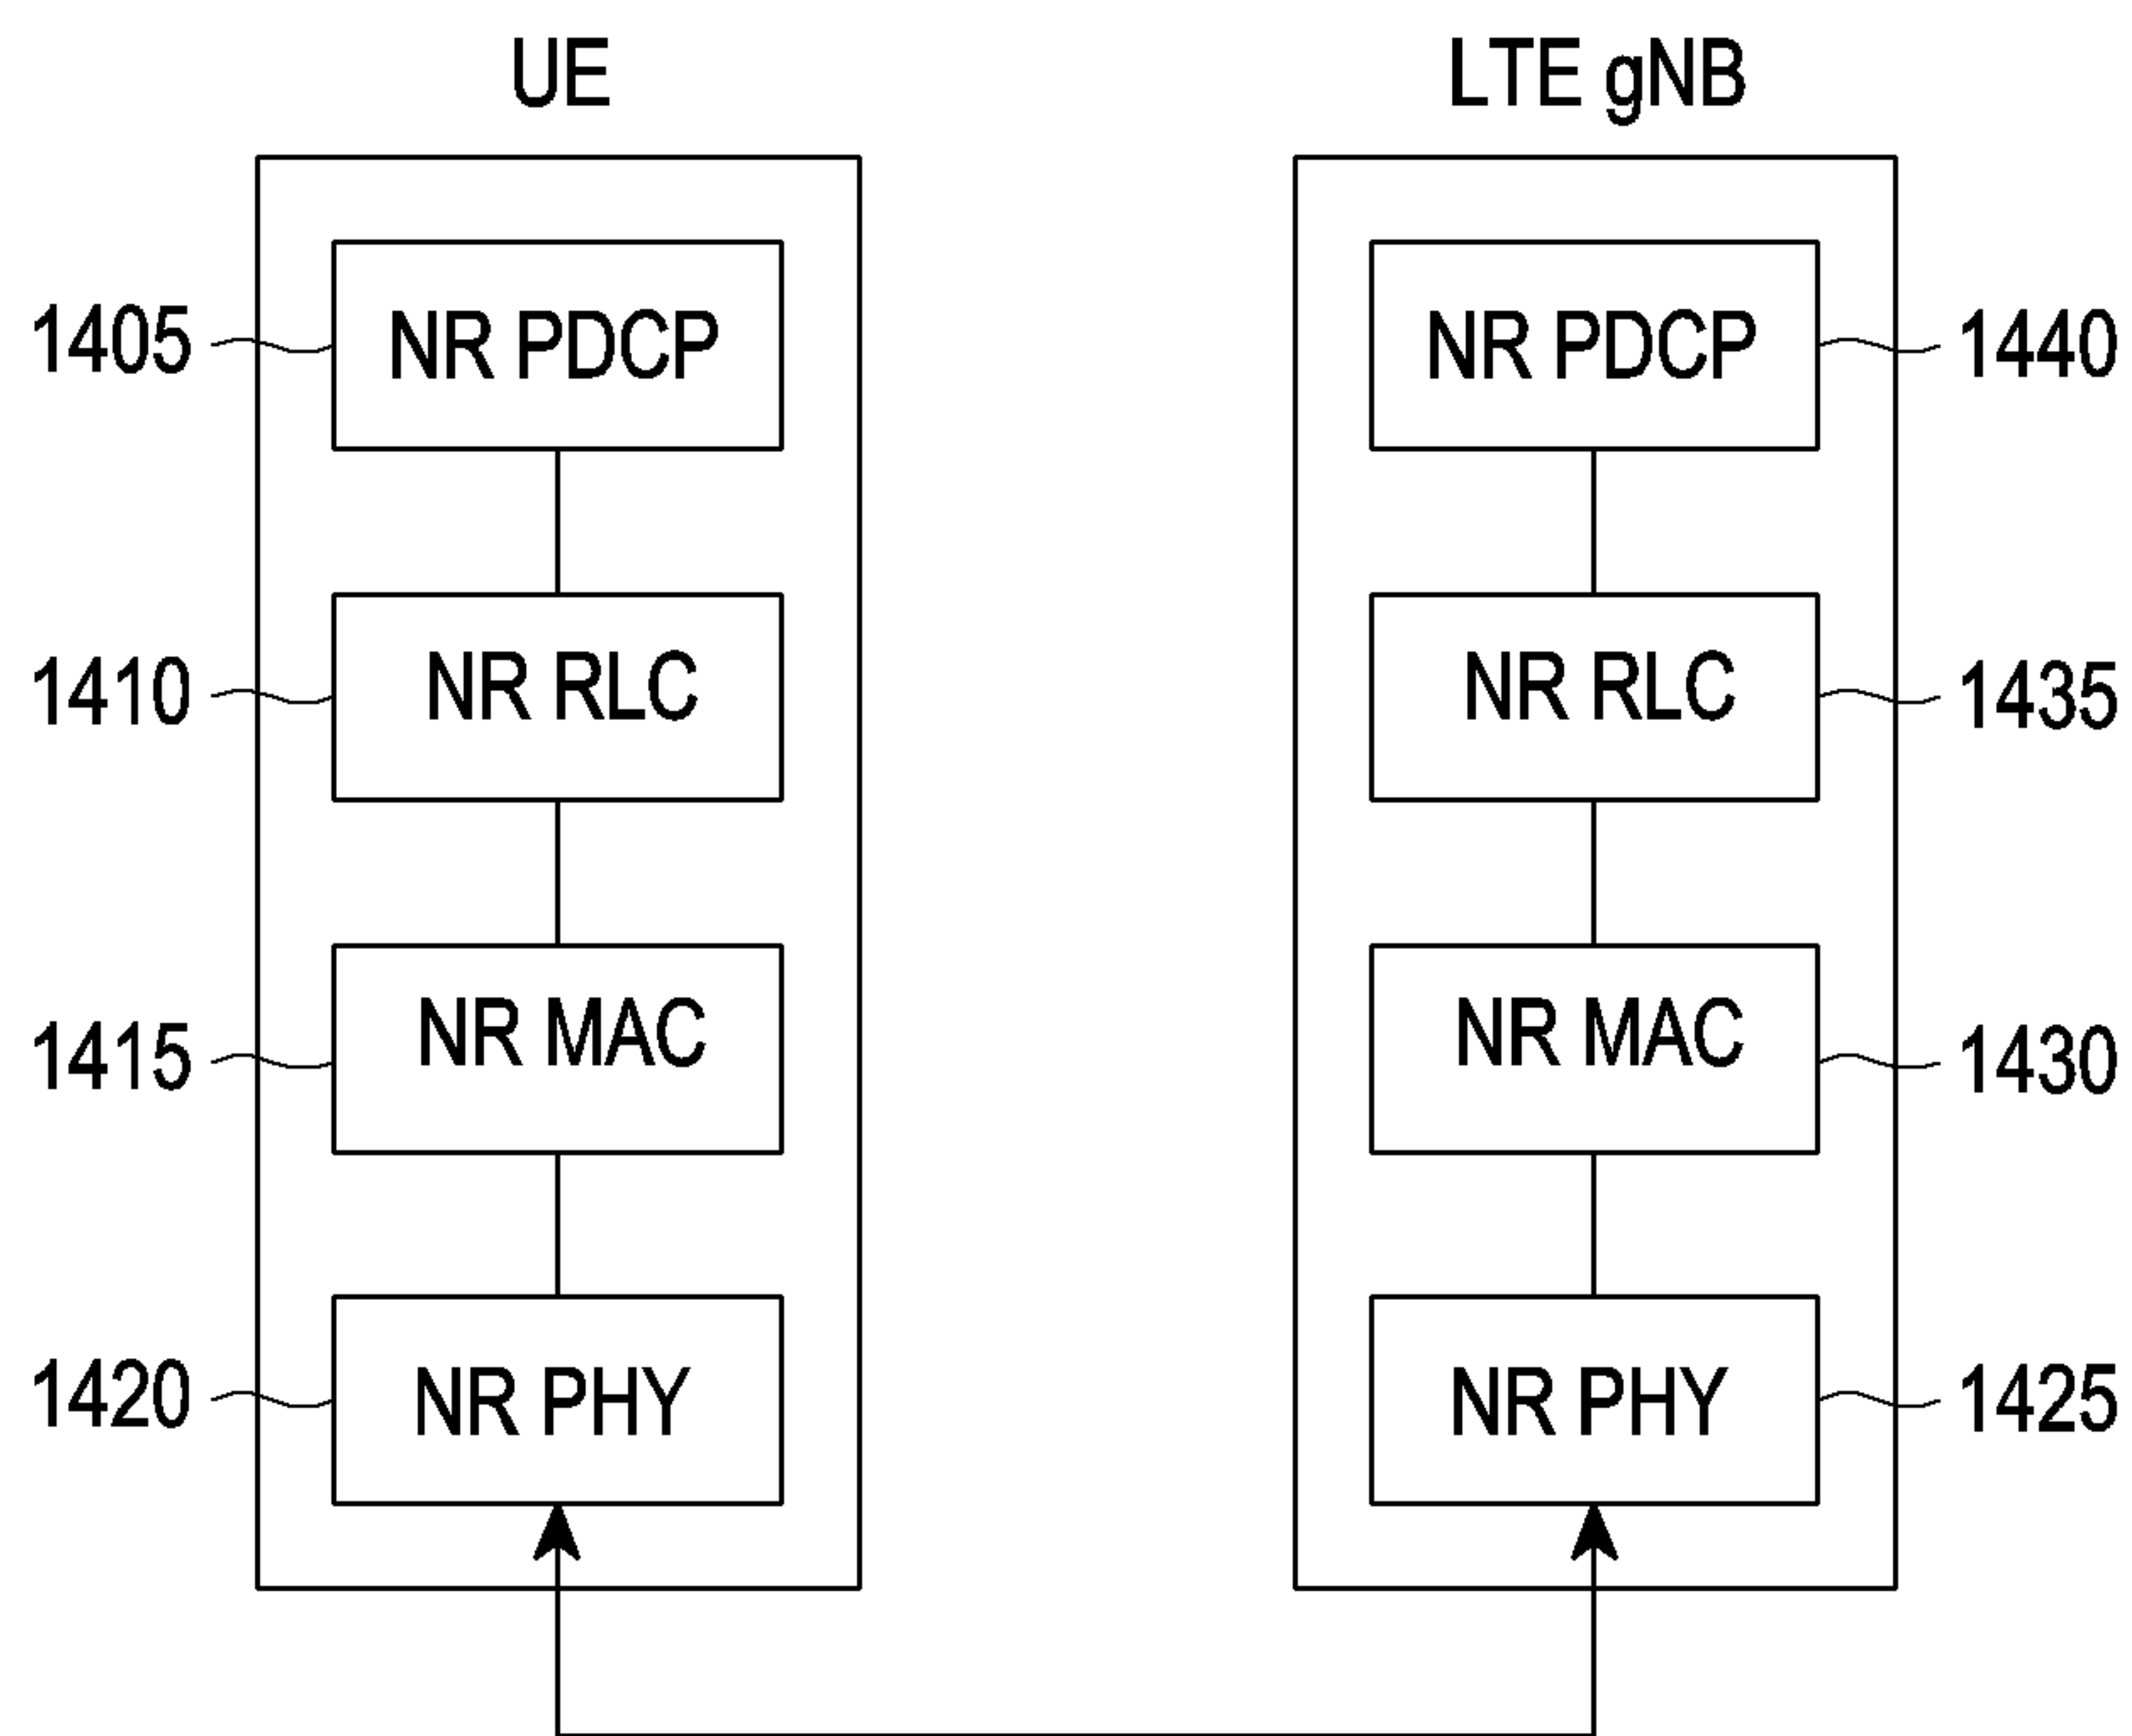 UE LTE gNB
1405 NR PDCP NR PDCP 1440
1410 NR RLC NR RLC 1435
1415 NR MAC NR MAC 1430
1420 NR PHY NR PHY 1425